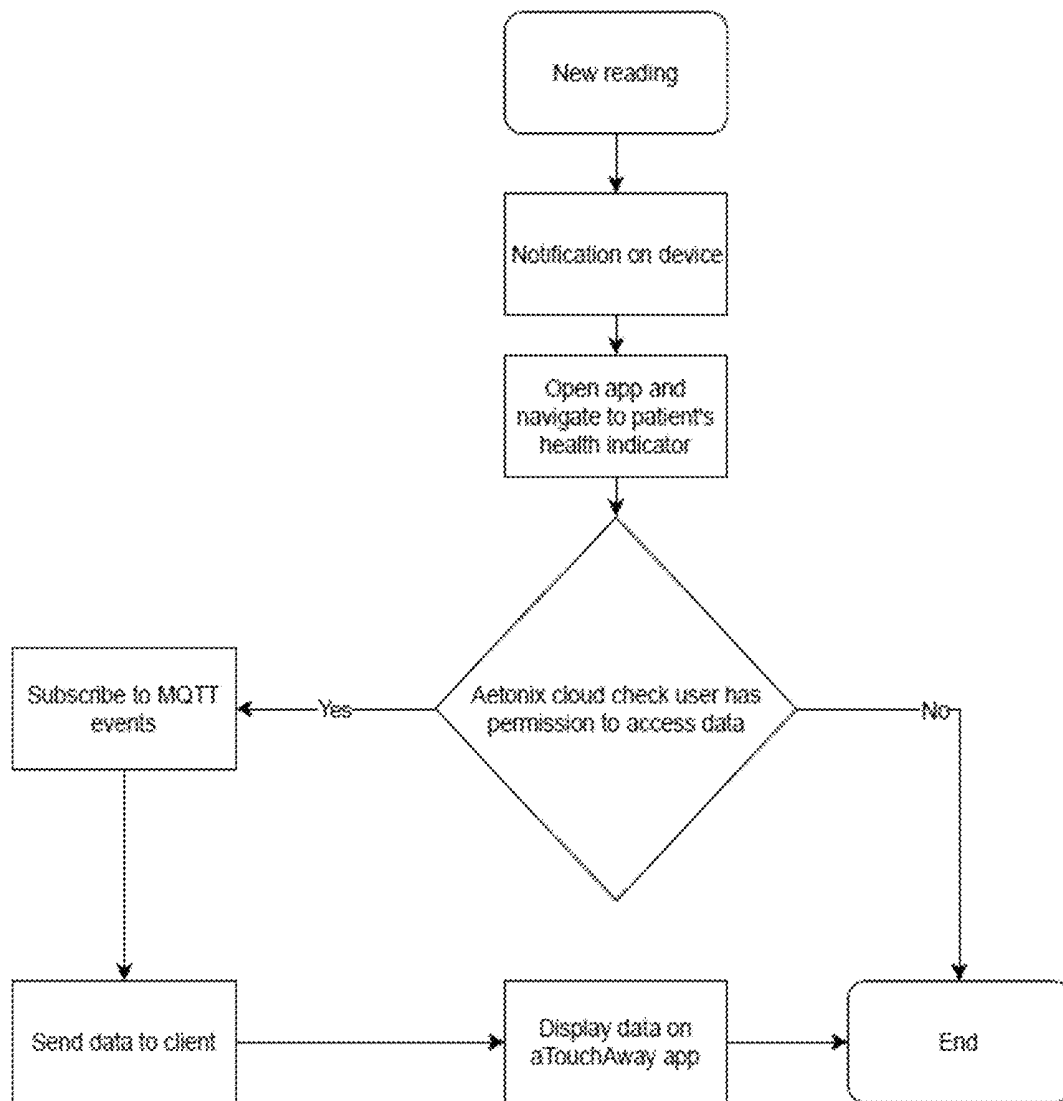 New reading
Notification on device
Open app and
navigate to patient's
health indicator
Aetonix cloud check user has
permission to access data
Yes
No
Subscribe to MQTT
events
Send data to client
Display data on
aTouchAway app
End